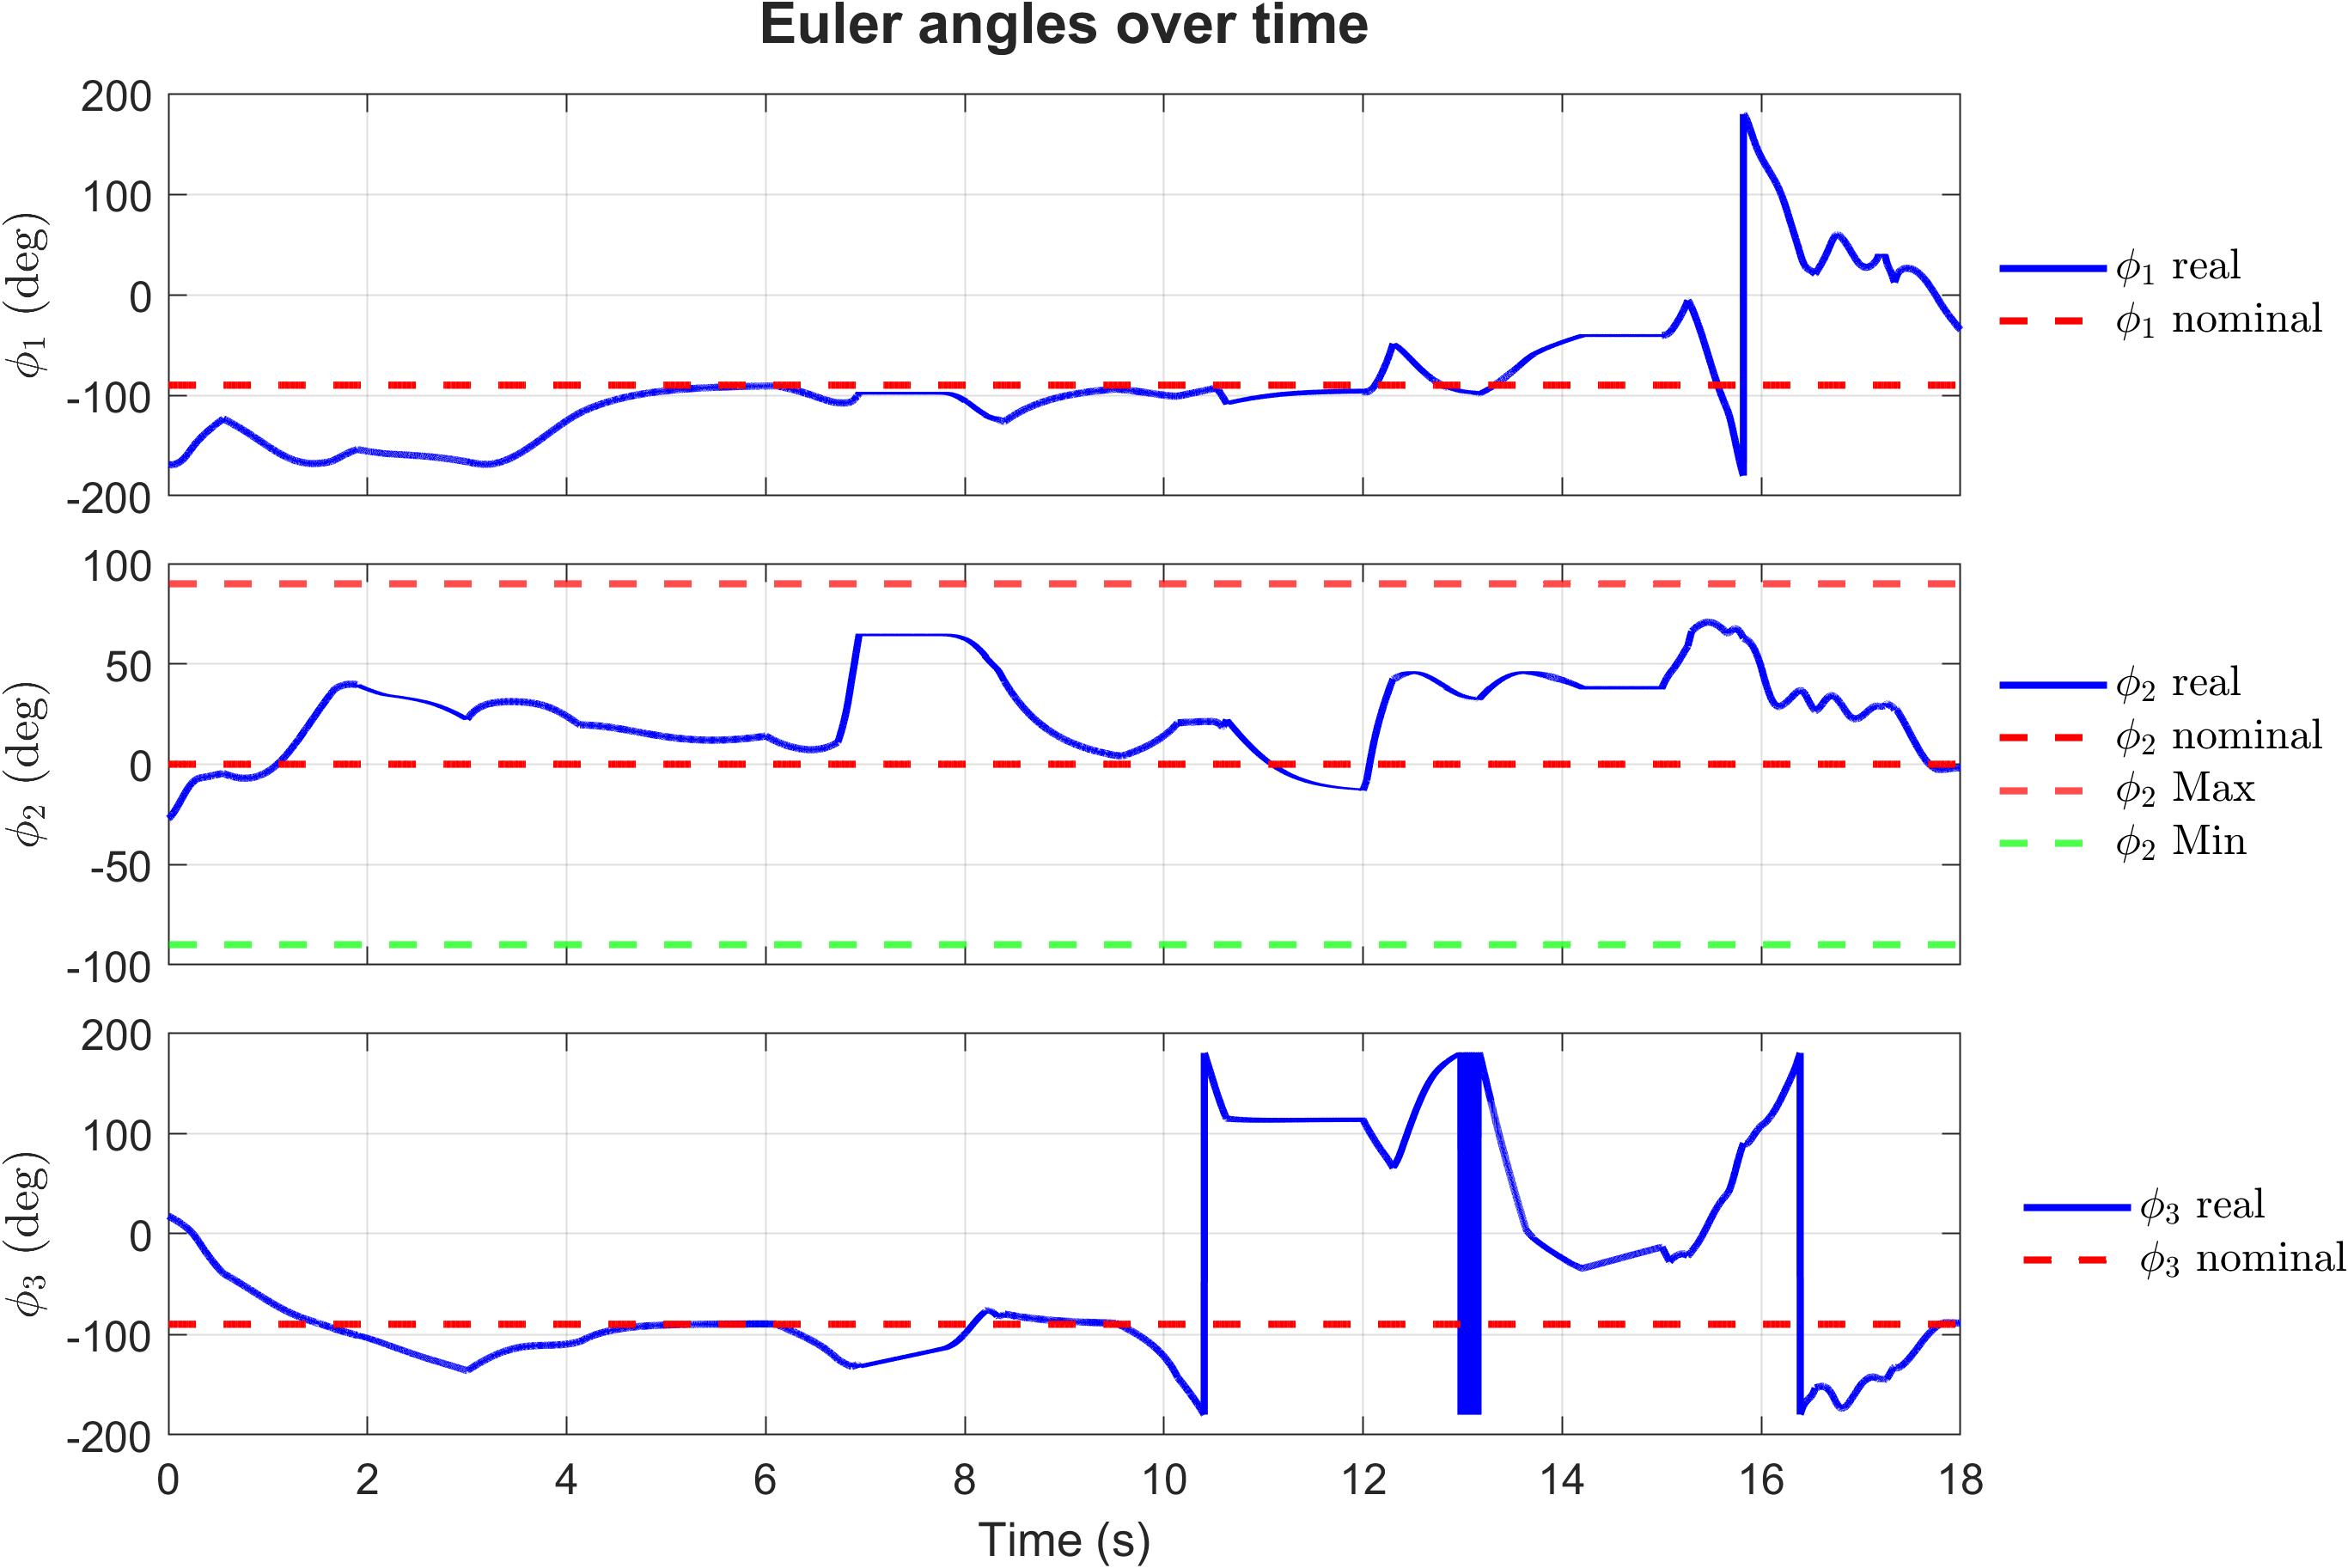 Euler angles over time
200
100
0
-100
-200
ϕ₁ (deg)
ϕ₁ real
ϕ₁ nominal
100
50
0
-50
-100
ϕ₂ (deg)
ϕ₂ real
ϕ₂ nominal
ϕ₂ Max
ϕ₂ Min
200
100
0
-100
-200
ϕ₃ (deg)
ϕ₃ real
ϕ₃ nominal
0 2 4 6 8 10 12 14 16 18
Time (s)